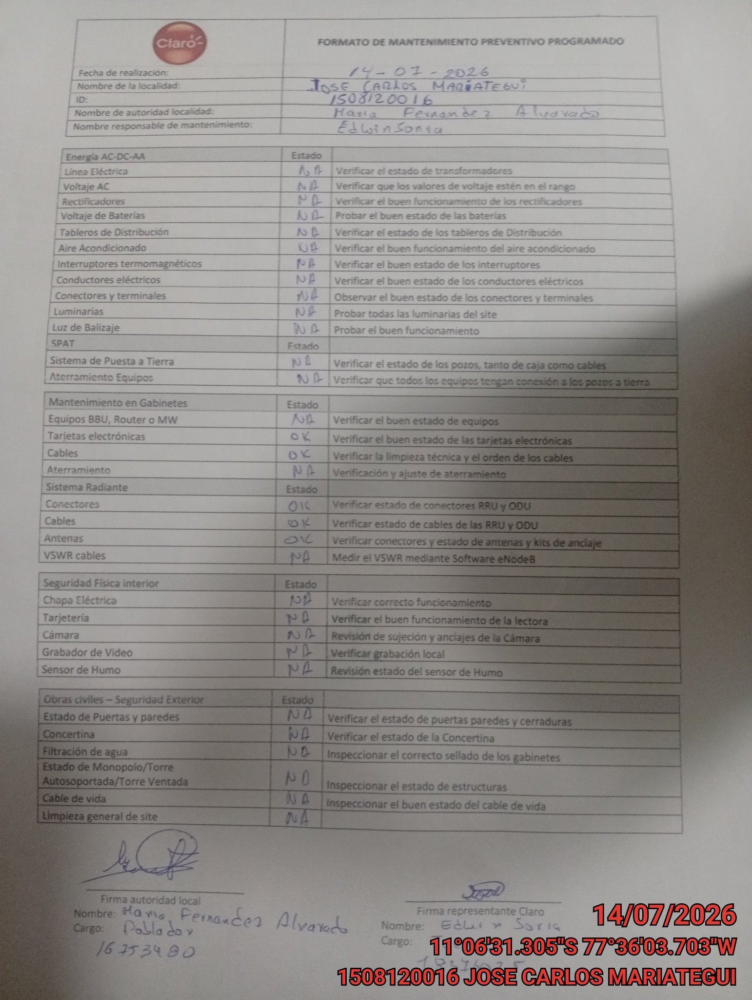 Claro
FORMATO DE MANTENIMIENTO PREVENTIVO PROGRAMADO
Fecha de realización: 14-07-2026
Nombre de la localidad: JOSE CARLOS MARIATEGUI
ID: 1508120016
Nombre de autoridad localidad: Maria Fernandez Alvarado
Nombre responsable de mantenimiento: Edwin Soria
Energía AC-DC-AA Estado
Línea Eléctrica NA Verificar el estado de transformadores
Voltaje AC NA Verificar que los valores de voltaje estén en el rango
Rectificadores NA Verificar el buen funcionamiento de los rectificadores
Voltaje de Baterías NA Probar el buen estado de las baterías
Tableros de Distribución NA Verificar el estado de los tableros de Distribución
Aire Acondicionado NA Verificar el buen funcionamiento del aire acondicionado
Interruptores termomagnéticos NA Verificar el buen estado de los interruptores
Conductores eléctricos NA Verificar el buen estado de los conductores eléctricos
Conectores y terminales NA Observar el buen estado de los conectores y terminales
Luminarias NA Probar todas las luminarias del site
Luz de Balizaje NA Probar el buen funcionamiento
SPAT Estado
Sistema de Puesta a Tierra NA Verificar el estado de los pozos, tanto de caja como cables
Aterramiento Equipos NA Verificar que todos los equipos tengan conexión a los pozos a tierra
Mantenimiento en Gabinetes Estado
Equipos BBU, Router o MW NA Verificar el buen estado de equipos
Tarjetas electrónicas OK Verificar el buen estado de las tarjetas electrónicas
Cables OK Verificar la limpieza técnica y el orden de los cables
Aterramiento NA Verificación y ajuste de aterramiento
Sistema Radiante Estado
Conectores OK Verificar estado de conectores RRU y ODU
Cables OK Verificar estado de cables de las RRU y ODU
Antenas OK Verificar conectores y estado de antenas y kits de anclaje
VSWR cables NA Medir el VSWR mediante Software eNodeB
Seguridad Física interior Estado
Chapa Eléctrica NA Verificar correcto funcionamiento
Tarjetería NA Verificar el buen funcionamiento de la lectora
Cámara NA Revisión de sujeción y anclajes de la Cámara
Grabador de Video NA Verificar grabación local
Sensor de Humo NA Revisión estado del sensor de Humo
Obras civiles – Seguridad Exterior Estado
Estado de Puertas y paredes NA Verificar el estado de puertas paredes y cerraduras
Concertina NA Verificar el estado de la Concertina
Filtración de agua NA Inspeccionar el correcto sellado de los gabinetes
Estado de Monopolo/Torre
Autosoportada/Torre Ventada NA Inspeccionar el estado de estructuras
Cable de vida NA Inspeccionar el buen estado del cable de vida
Limpieza general de site NA
Firma autoridad local
Nombre: Maria Fernandez Alvarado
Cargo: Poblador
16753480
Firma representante Claro
Nombre: Edwin Soria
Cargo:
14/07/2026
11°06'31.305"S 77°36'03.703"W
1508120016 JOSE CARLOS MARIATEGUI